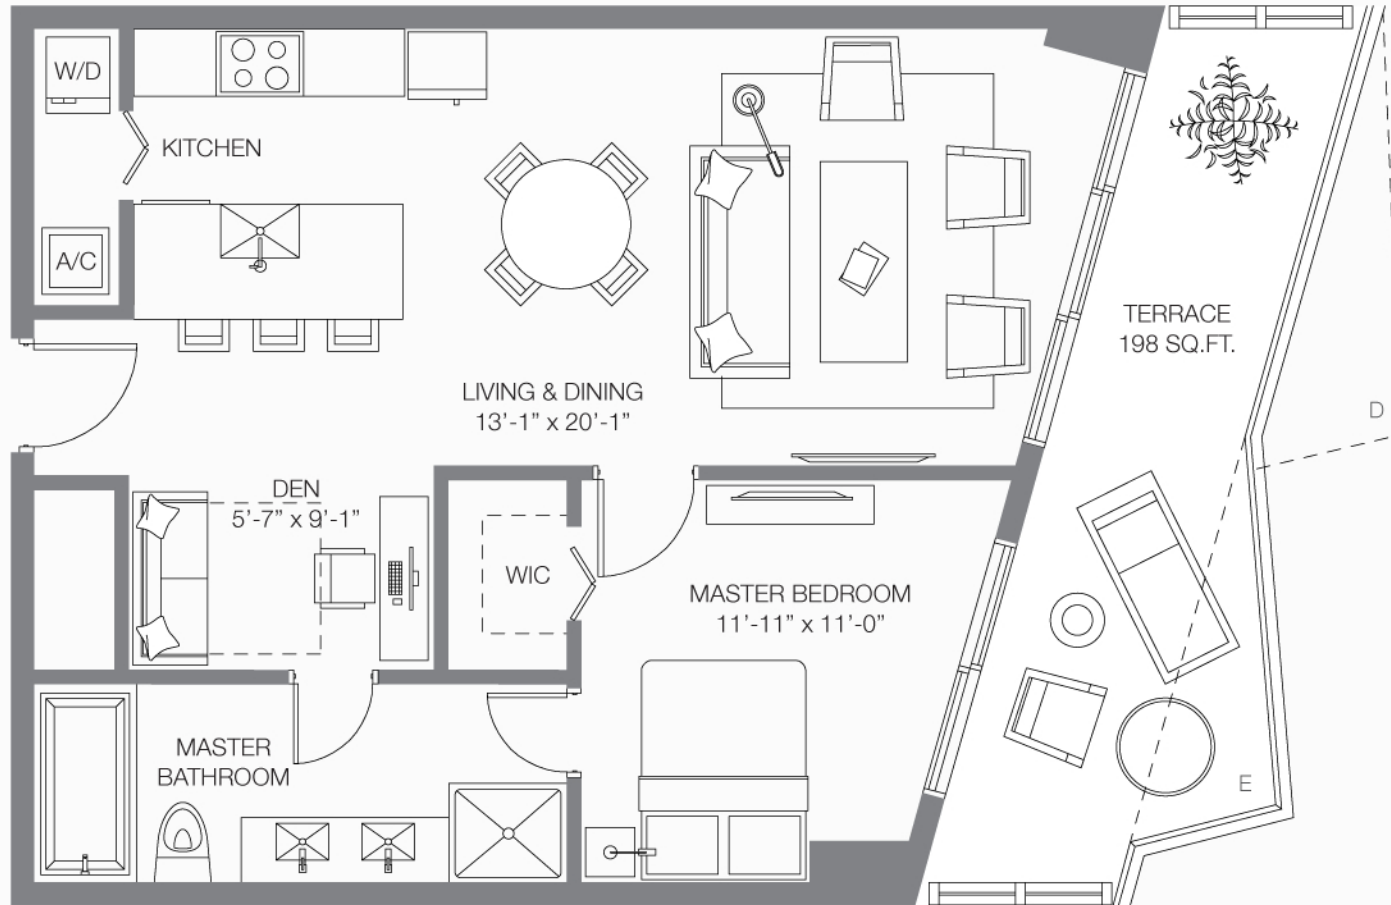 W/D
KITCHEN
A/C
TERRACE
198 SQ.FT.
LIVING & DINING
13’-1” x 20’-1”
D
DEN
5’-7” x 9’-1”
WIC
MASTER BEDROOM
11’-11” x 11’-0”
MASTER
BATHROOM
E